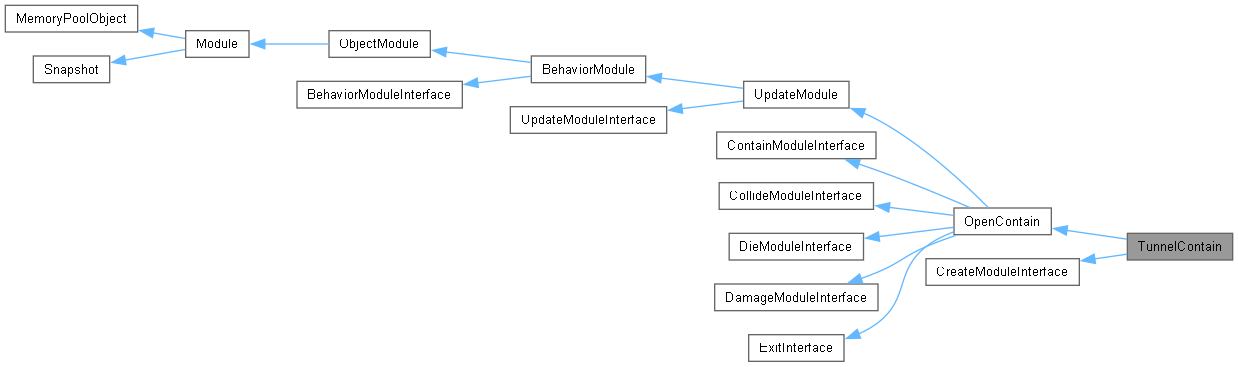 MemoryPoolObject
Module
ObjectModule
Snapshot
BehaviorModule
BehaviorModuleInterface
UpdateModule
UpdateModuleInterface
ContainModuleInterface
CollideModuleInterface
OpenContain
DieModuleInterface
TunnelContain
CreateModuleInterface
DamageModuleInterface
ExitInterface